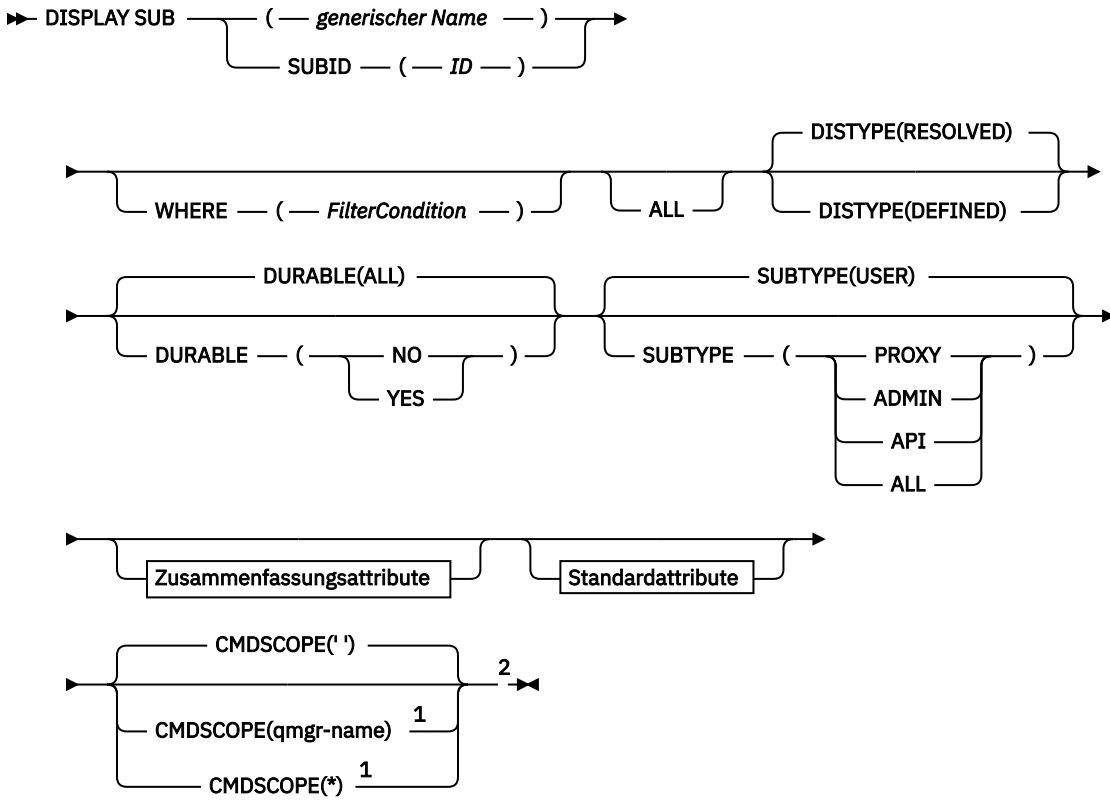 DISPLAY SUB ( generischer Name )
SUBID ( ID )
DISTYPE(RESOLVED)
WHERE ( FilterCondition ) ALL DISTYPE(DEFINED)
DURABLE(ALL) SUBTYPE(USER)
DURABLE ( NO ) SUBTYPE ( PROXY )
YES ADMIN
API
ALL
Zusammenfassungsattribute Standardattribute
CMDSCOPE(' ')
2
CMDSCOPE(qmgr-name) 1
CMDSCOPE(*) 1